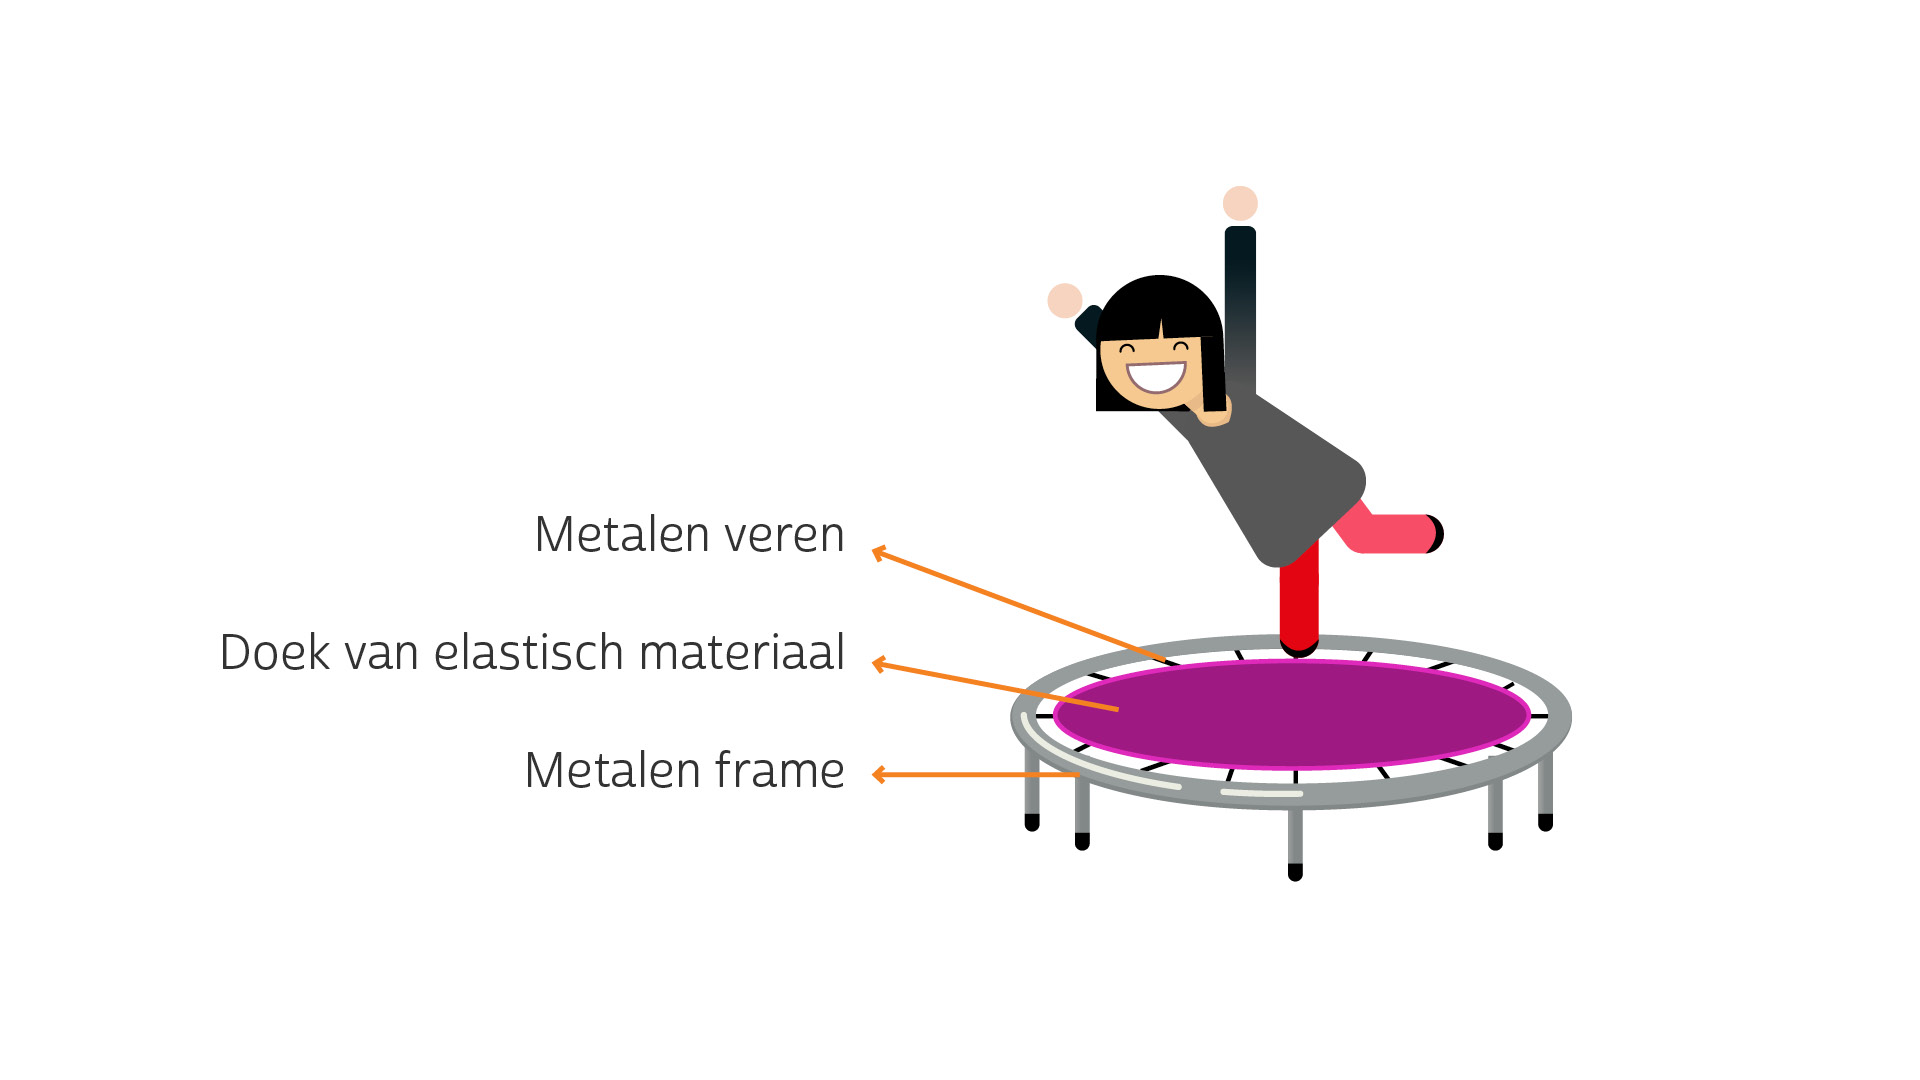 Metalen veren
Doek van elastisch materiaal
Metalen frame